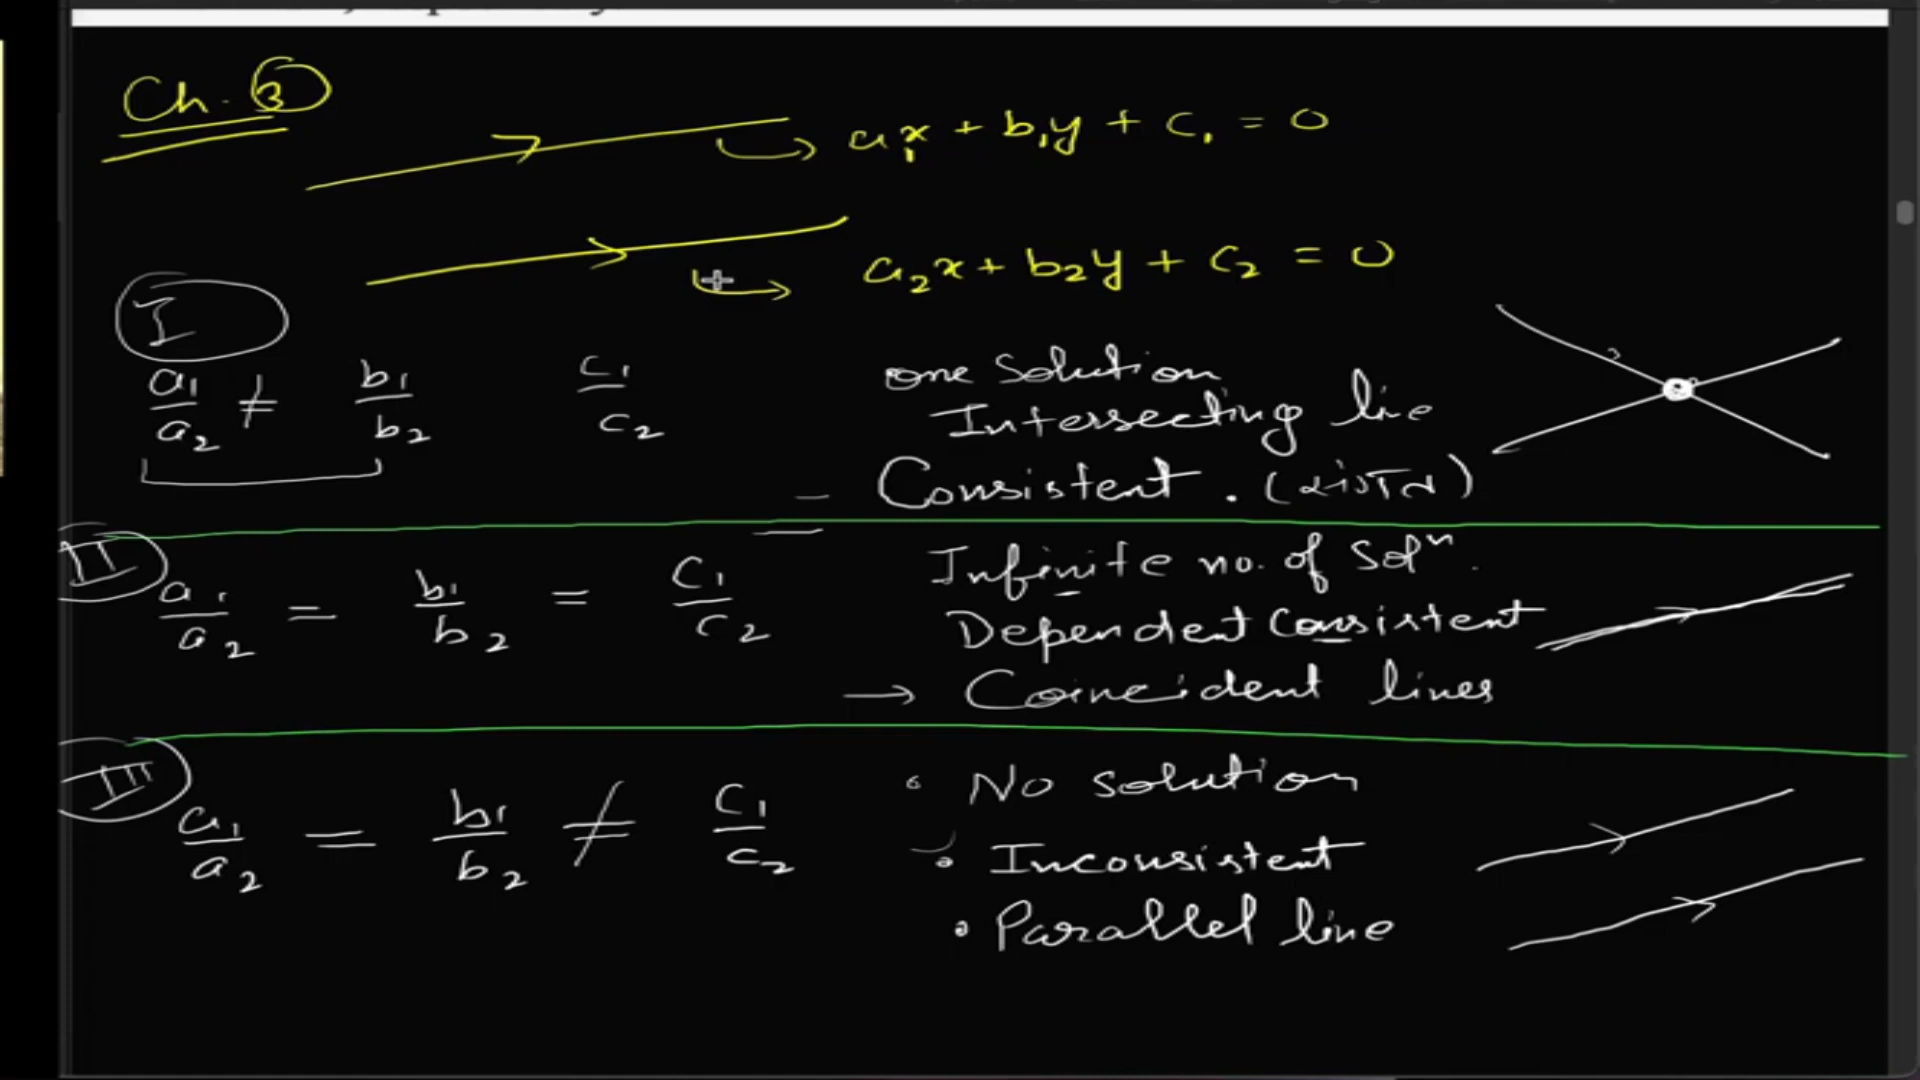 Ch. 3
a₁x + b₁y + c₁ = 0
a₂x + b₂y + c₂ = 0
I
a₁/a₂ ≠ b₁/b₂ c₁/c₂
one solution
Intersecting line
– Consistent. (संगत)
II
a₁/a₂ = b₁/b₂ = c₁/c₂
Infinite no. of Solⁿ.
Dependent Consistent
→ Coincident lines
III
a₁/a₂ = b₁/b₂ ≠ c₁/c₂
• No solution
• Inconsistent
• Parallel line